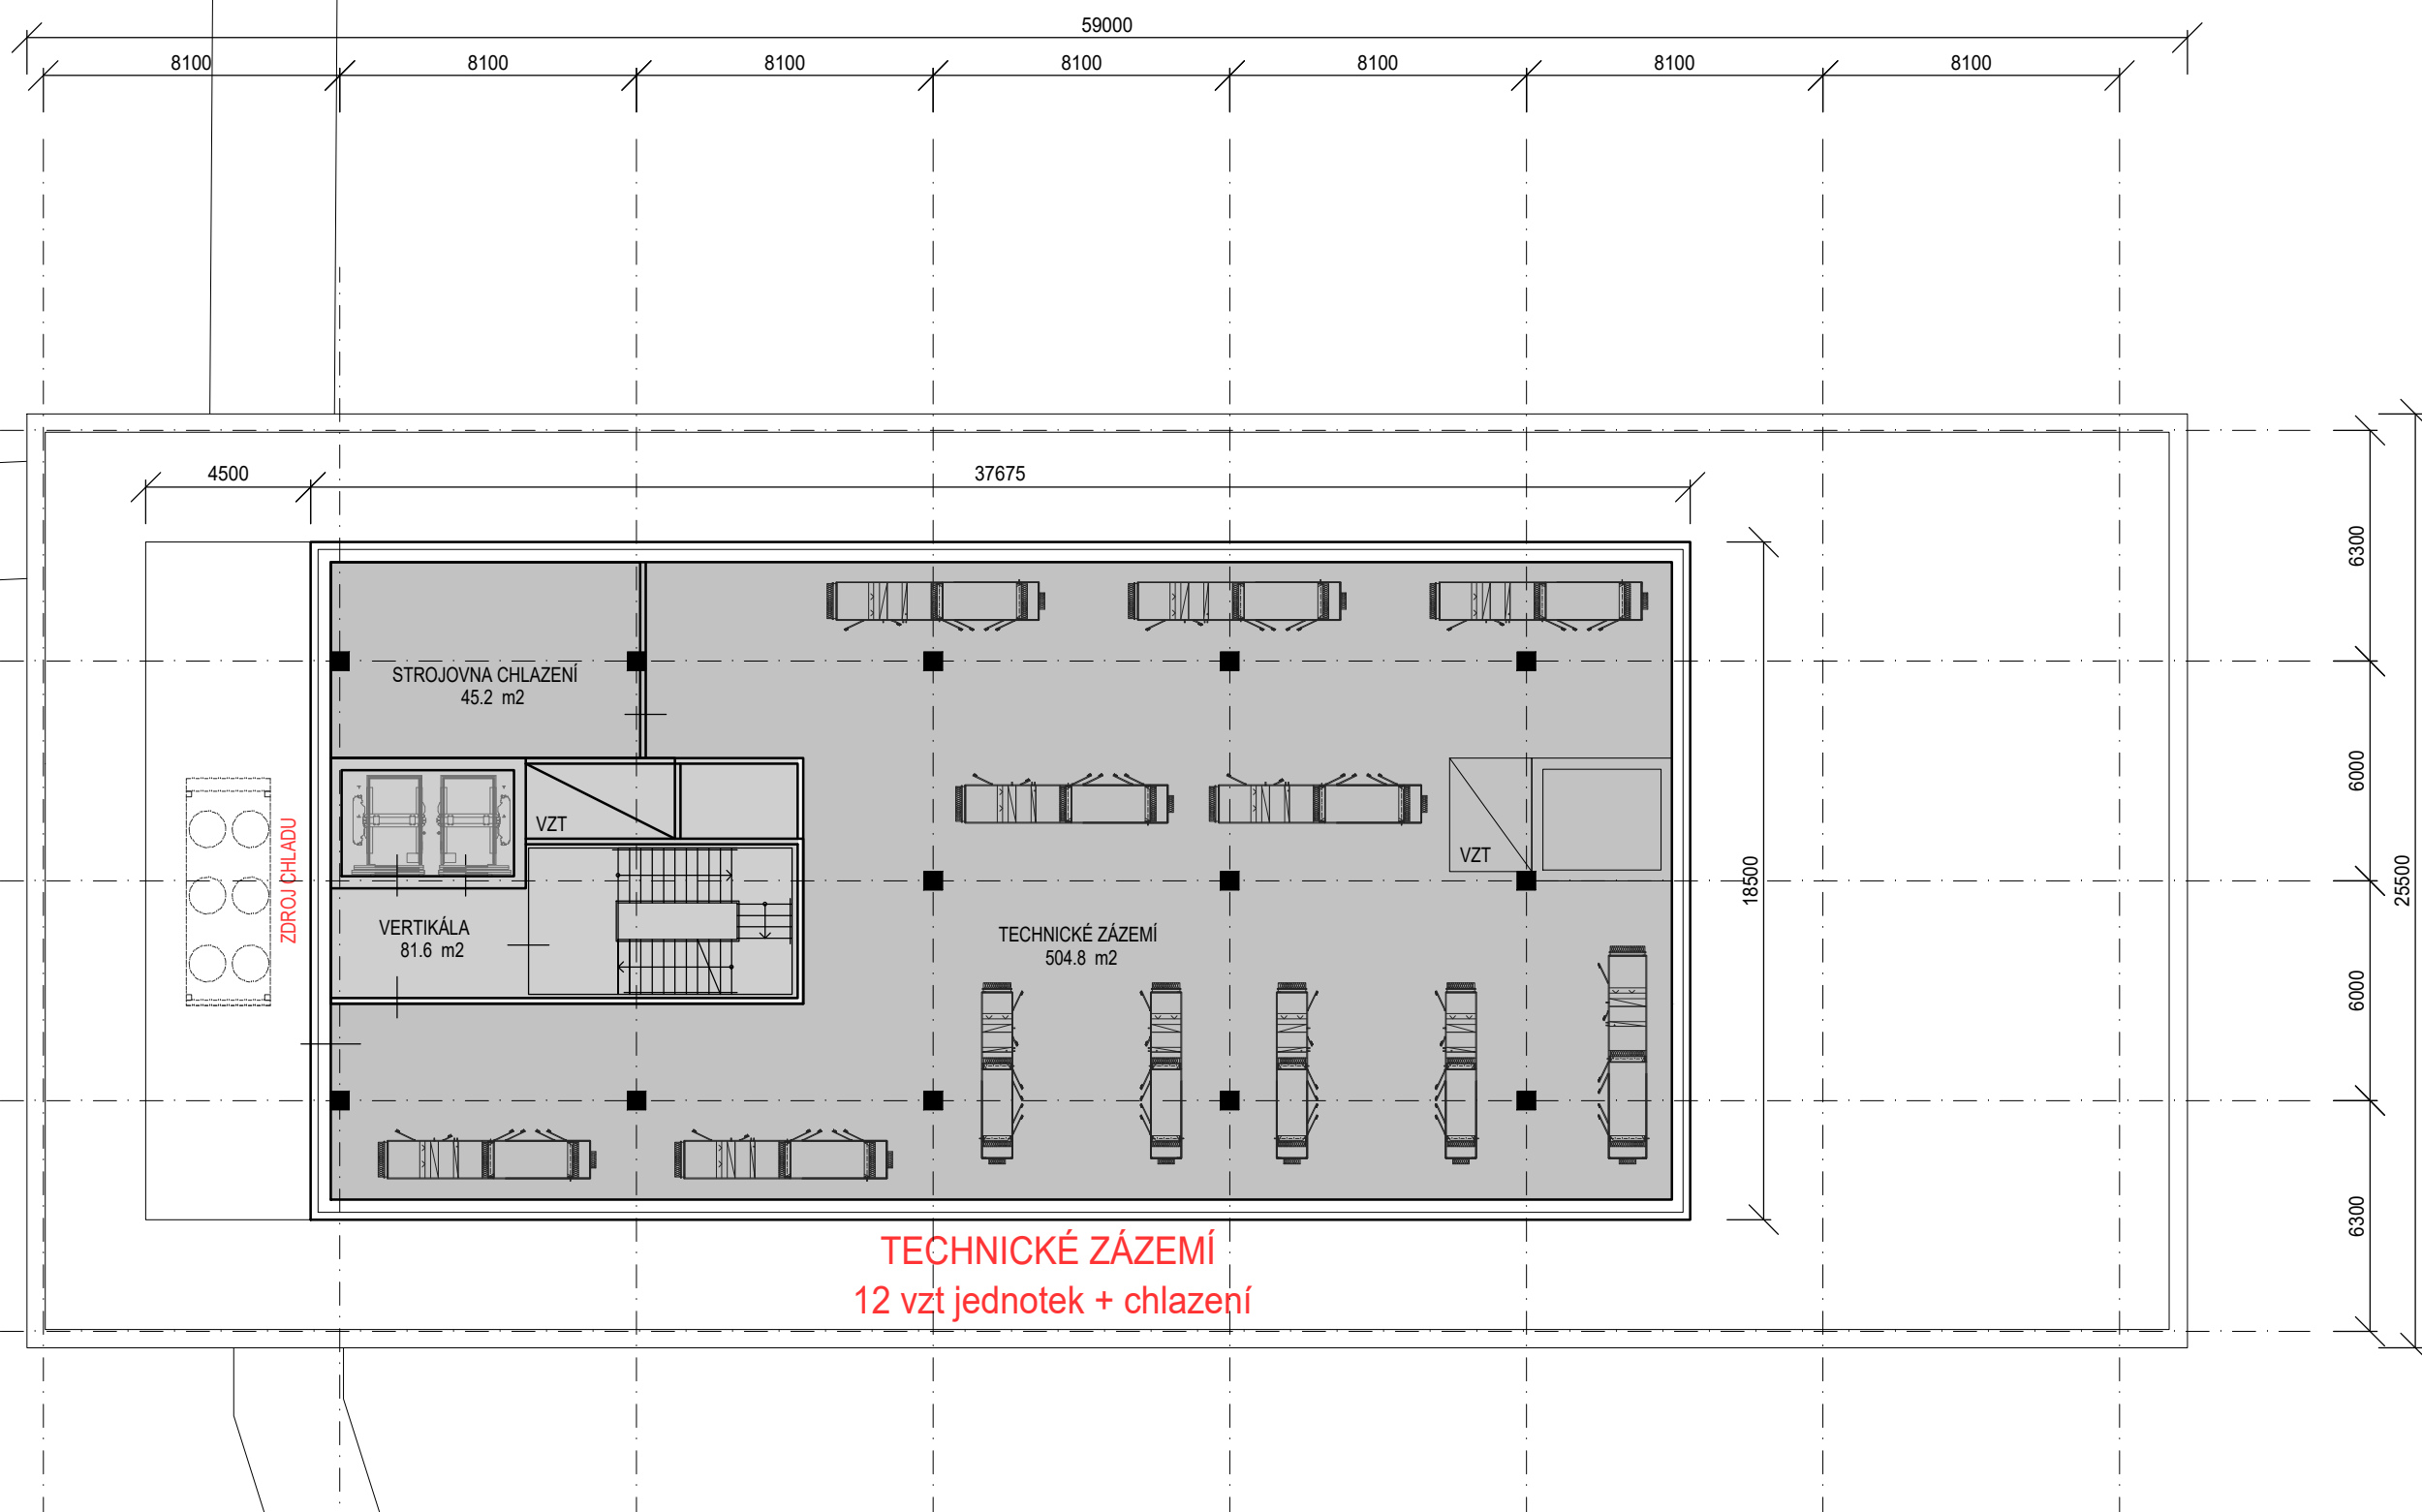 59000
8100 8100 8100 8100 8100 8100 8100
4500 37675
6300
STROJOVNA CHLAZENÍ
45.2 m2
6000
VZT
VZT
ZDROJ CHLADU
18500
25500
VERTIKÁLA
81.6 m2
TECHNICKÉ ZÁZEMÍ
504.8 m2
6000
6300
TECHNICKÉ ZÁZEMÍ
12 vzt jednotek + chlazení